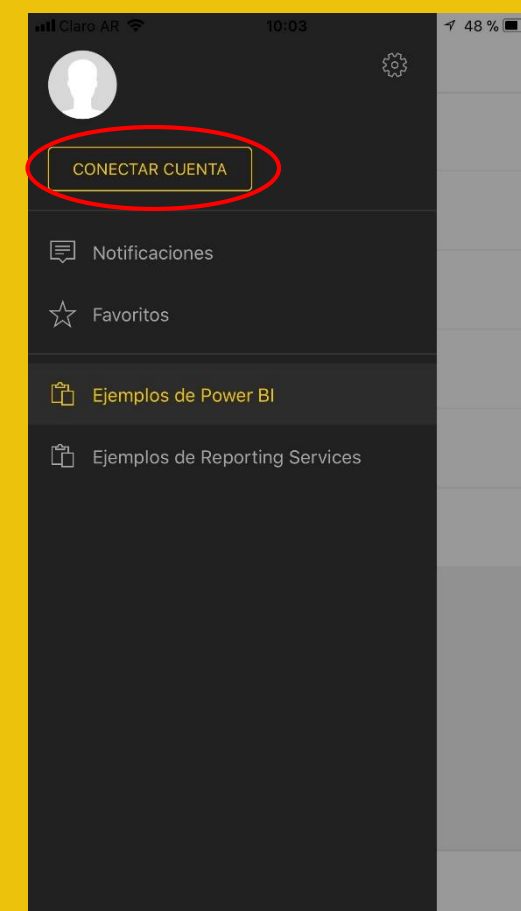 Claro AR 10:03 48 %
CONECTAR CUENTA
Notificaciones
Favoritos
Ejemplos de Power BI
Ejemplos de Reporting Services